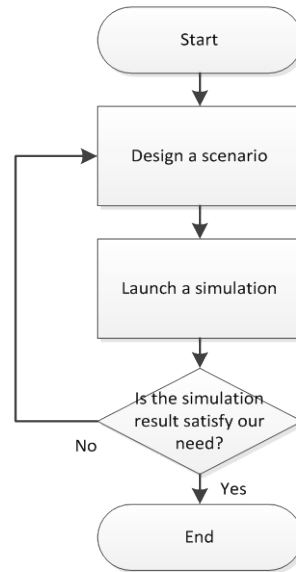 Start
Design a scenario
Launch a simulation
Is the simulation
result satisfy our
need?
No
Yes
End